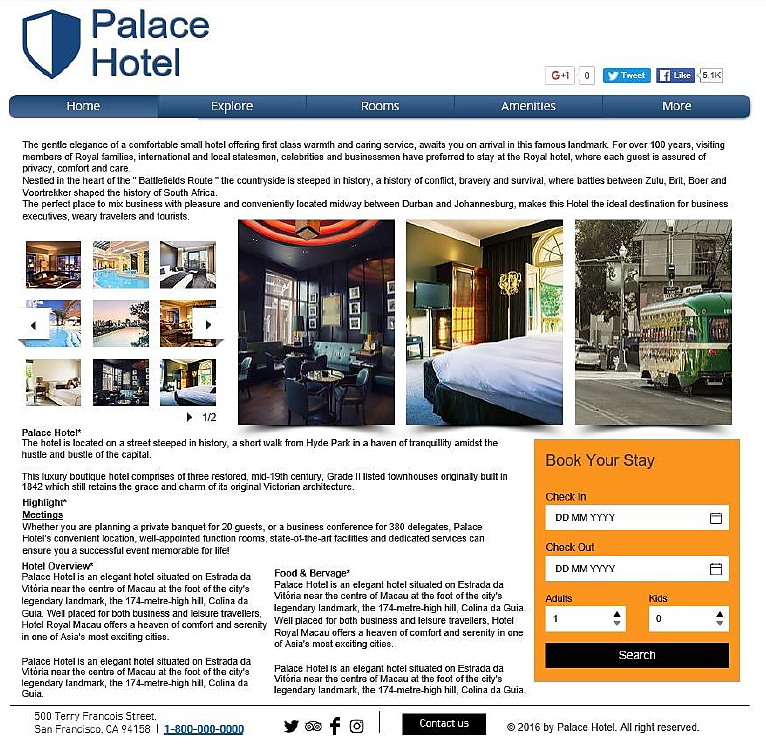 Palace
Hotel
G+1 0 Tweet Like 5.1K
Home Explore Rooms Amenities More
The gentle elegance of a comfortable small hotel offering first class warmth and caring service, awaits you on arrival in this famous landmark. For over 100 years, visiting
members of Royal families, international and local statesmen, celebrities and businessmen have preferred to stay at the Royal hotel, where each guest is assured of
privacy, comfort and care.
Nestled in the heart of the " Battlefields Route " the countryside is steeped in history, a history of conflict, bravery and survival, where battles between Zulu, Brit, Boer and
Voortrekker shaped the history of South Africa.
The perfect place to mix business with pleasure and conveniently located midway between Durban and Johannesburg, makes this Hotel the ideal destination for business
executives, weary travelers and tourists.
1/2
Palace Hotel*
The hotel is located on a street steeped in history, a short walk from Hyde Park in a haven of tranquillity amidst the
hustle and bustle of the capital.
This luxury boutique hotel comprises of three restored, mid-19th century, Grade II listed townhouses originally built in
1842 which still retains the grace and charm of its original Victorian architecture.
Highlight*
Meetings
Whether you are planning a private banquet for 20 guests, or a business conference for 380 delegates, Palace
Hotel's convenient location, well-appointed function rooms, state-of-the-art facilities and dedicated services can
ensure you a successful event memorable for life!
Hotel Overview*
Palace Hotel is an elegant hotel situated on Estrada da
Vitória near the centre of Macau at the foot of the city's
legendary landmark, the 174-metre-high hill, Colina da
Guia. Well placed for both business and leisure travellers,
Hotel Royal Macau offers a heaven of comfort and serenity
in one of Asia's most exciting cities.
Palace Hotel is an elegant hotel situated on Estrada da
Vitória near the centre of Macau at the foot of the city's
legendary landmark, the 174-metre-high hill, Colina da
Guia.
Food & Bervage*
Palace Hotel is an elegant hotel situated on Estrada da
Vitória near the centre of Macau at the foot of the city's
legendary landmark, the 174-metre-high hill, Colina da Guia.
Well placed for both business and leisure travellers, Hotel
Royal Macau offers a heaven of comfort and serenity in one
of Asia's most exciting cities.
Palace Hotel is an elegant hotel situated on Estrada da
Vitória near the centre of Macau at the foot of the city's
legendary landmark, the 174-metre-high hill, Colina da Guia.
Book Your Stay
Check In
DD MM YYYY
Check Out
DD MM YYYY
Adults Kids
1 0
Search
500 Terry Francois Street,
San Francisco, CA 94158 | 1-800-000-0000
Contact us
© 2016 by Palace Hotel. All right reserved.